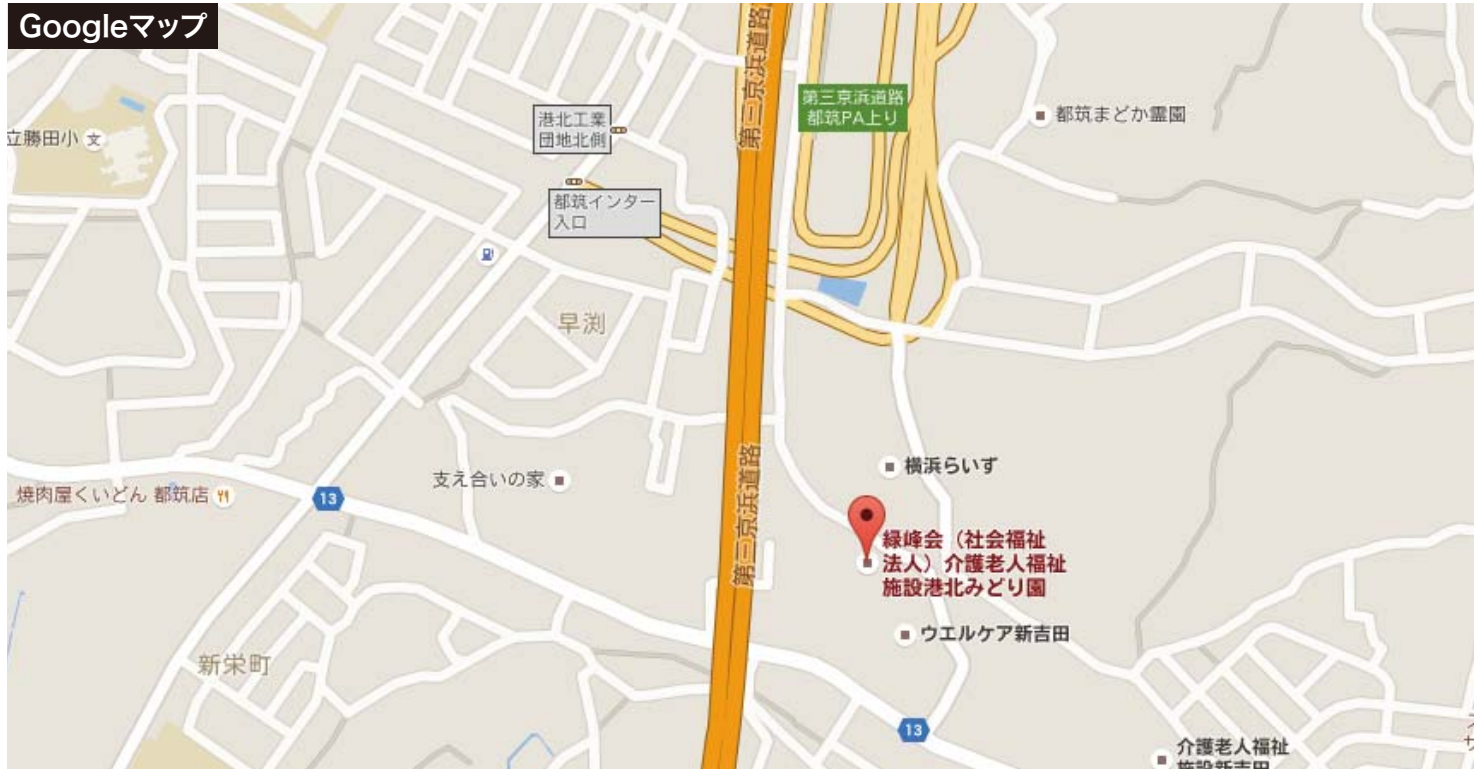 Googleマップ
第三京浜道路
第三京浜道路
都筑PA上り
都筑まどか霊園
港北工業
団地北側
立勝田小
文
都筑インター
入口
早渕
第三京浜道路
横浜らいず
支え合いの家
焼肉屋くいどん 都筑店
13
緑峰会（社会福祉
法人）介護老人福祉
施設港北みどり園
ウエルケア新吉田
新栄町
13
介護老人福祉
施設新吉田